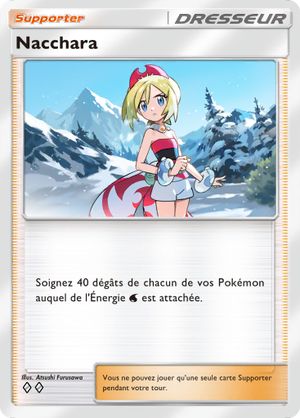 Supporter
DRESSEUR
Nacchara
Soignez 40 dégâts de chacun de vos Pokémon
auquel de l'Énergie est attachée.
Illus. Atsushi Furusawa
Vous ne pouvez jouer qu'une seule carte Supporter
pendant votre tour.